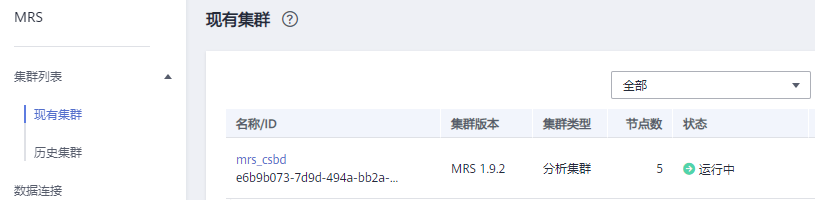 MRS
现有集群 ?
集群列表
现有集群
历史集群
数据连接
全部
名称/ID 集群版本 集群类型 节点数 状态
mrs_csbd
e6b9b073-7d9d-494a-bb2a-...
MRS 1.9.2 分析集群 5 运行中